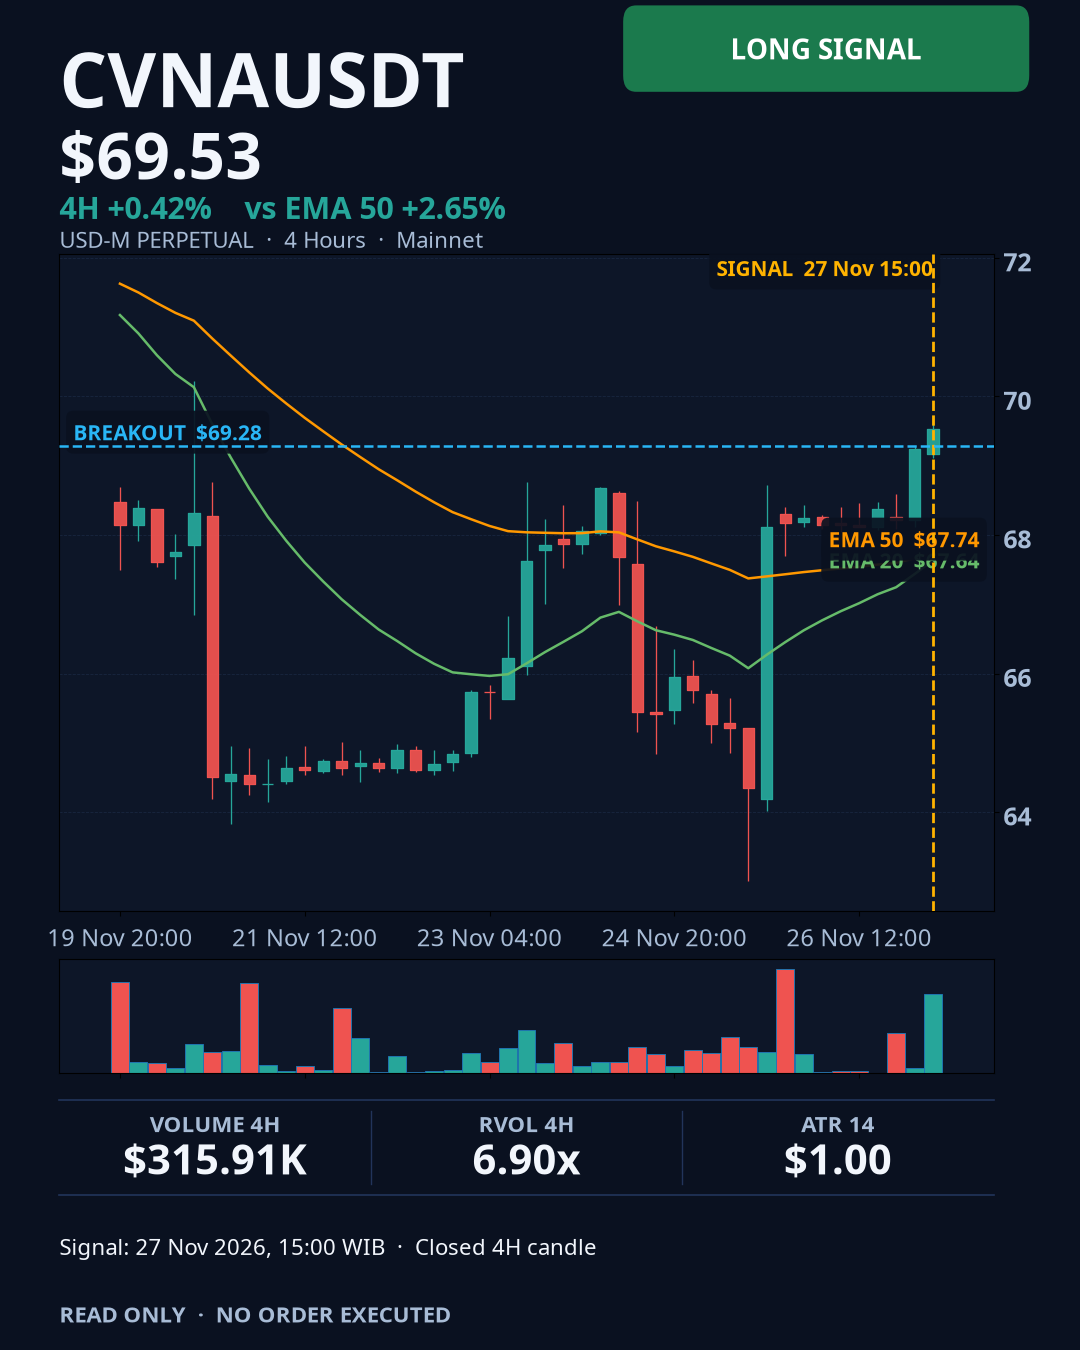 LONG SIGNAL
CVNAUSDT
$69.53
4H +0.42% vs EMA 50 +2.65%
USD-M PERPETUAL · 4 Hours · Mainnet
SIGNAL 27 Nov 15:00
72
70
BREAKOUT $69.28
68
EMA 50 $67.74
EMA 20 $67.64
66
64
19 Nov 20:00 21 Nov 12:00 23 Nov 04:00 24 Nov 20:00 26 Nov 12:00
VOLUME 4H RVOL 4H ATR 14
$315.91K 6.90x $1.00
Signal: 27 Nov 2026, 15:00 WIB · Closed 4H candle
READ ONLY · NO ORDER EXECUTED